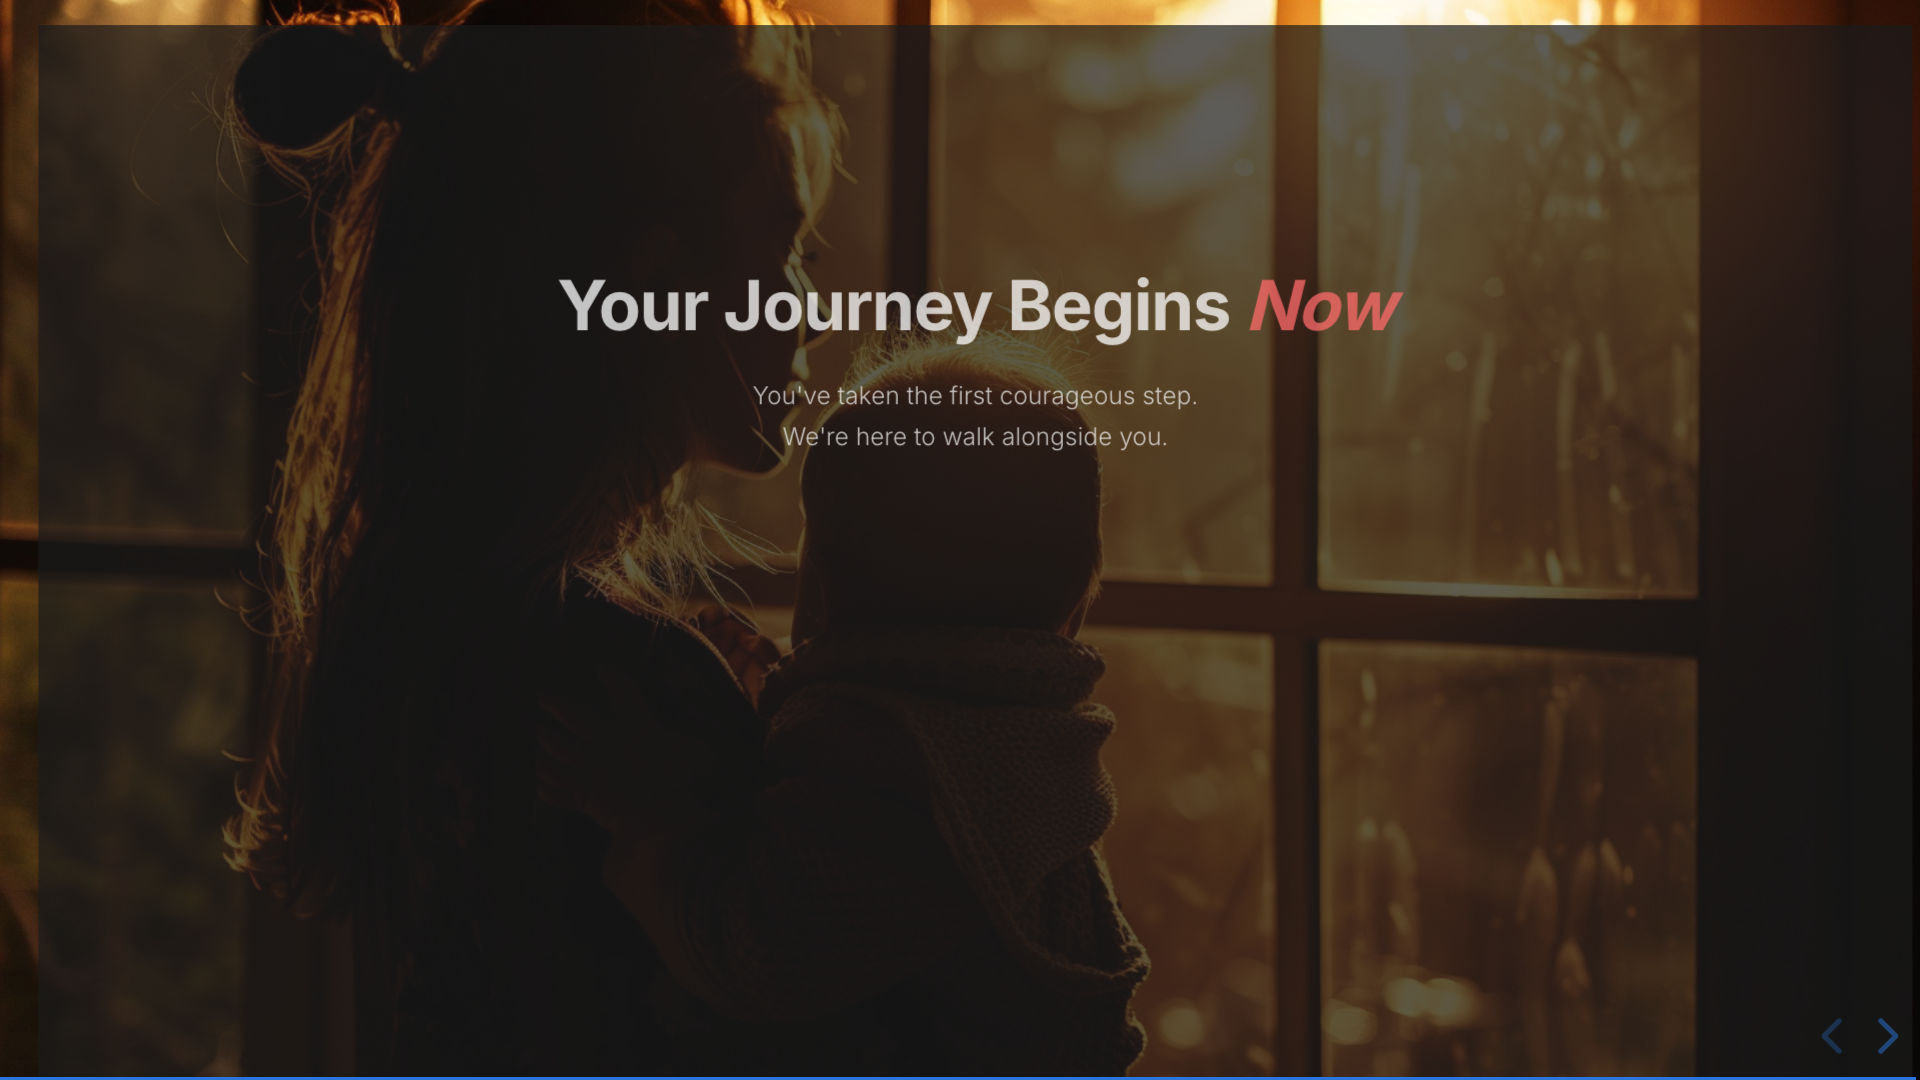 Your Journey Begins Now
You've taken the first courageous step.
We're here to walk alongside you.